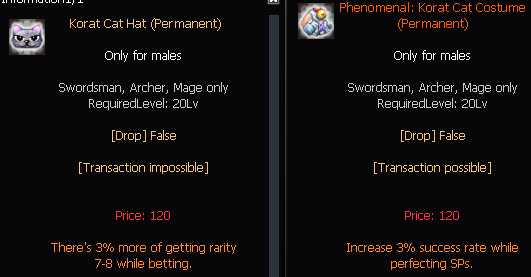 Information1/1
Korat Cat Hat (Permanent)
Only for males
Swordsman, Archer, Mage only
RequiredLevel: 20Lv
[Drop] False
[Transaction impossible]
Price: 120
There's 3% more of getting rarity
7-8 while betting.
Phenomenal: Korat Cat Costume
(Permanent)
Only for males
Swordsman, Archer, Mage only
RequiredLevel: 20Lv
[Drop] False
[Transaction possible]
Price: 120
Increase 3% success rate while
perfecting SPs.